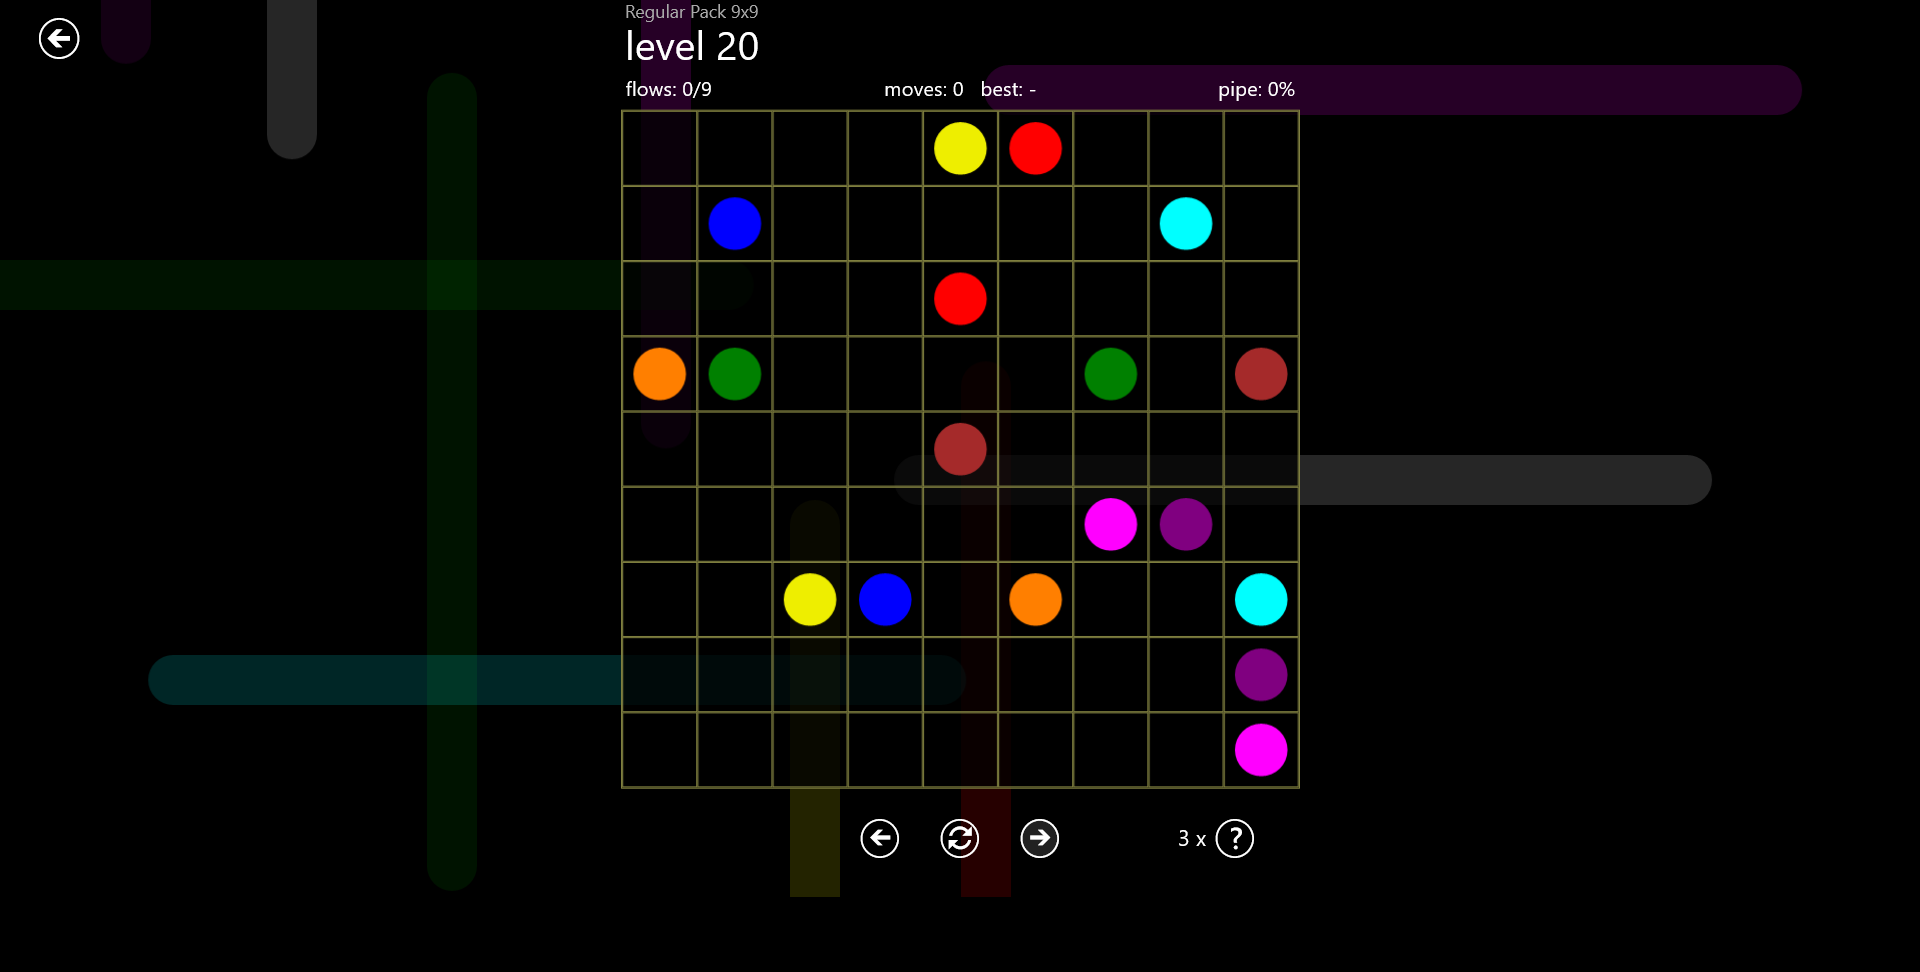 Regular Pack 9x9
level 20
flows: 0/9 moves: 0 best: - pipe: 0%
3 x ?